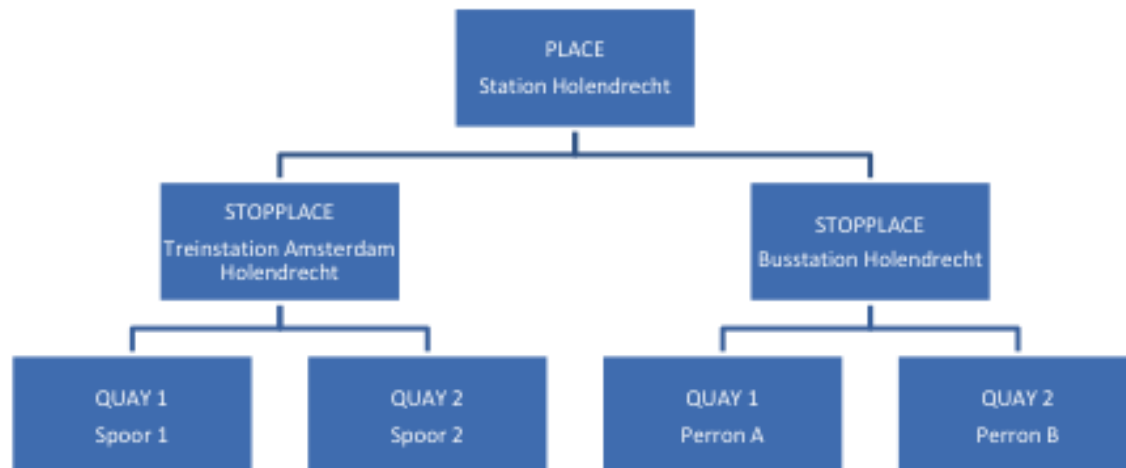 PLACE
Station Holendrecht
STOPPLACE
Treinstation Amsterdam
Holendrecht
STOPPLACE
Busstation Holendrecht
QUAY 1
Spoor 1
QUAY 2
Spoor 2
QUAY 1
Perron A
QUAY 2
Perron B